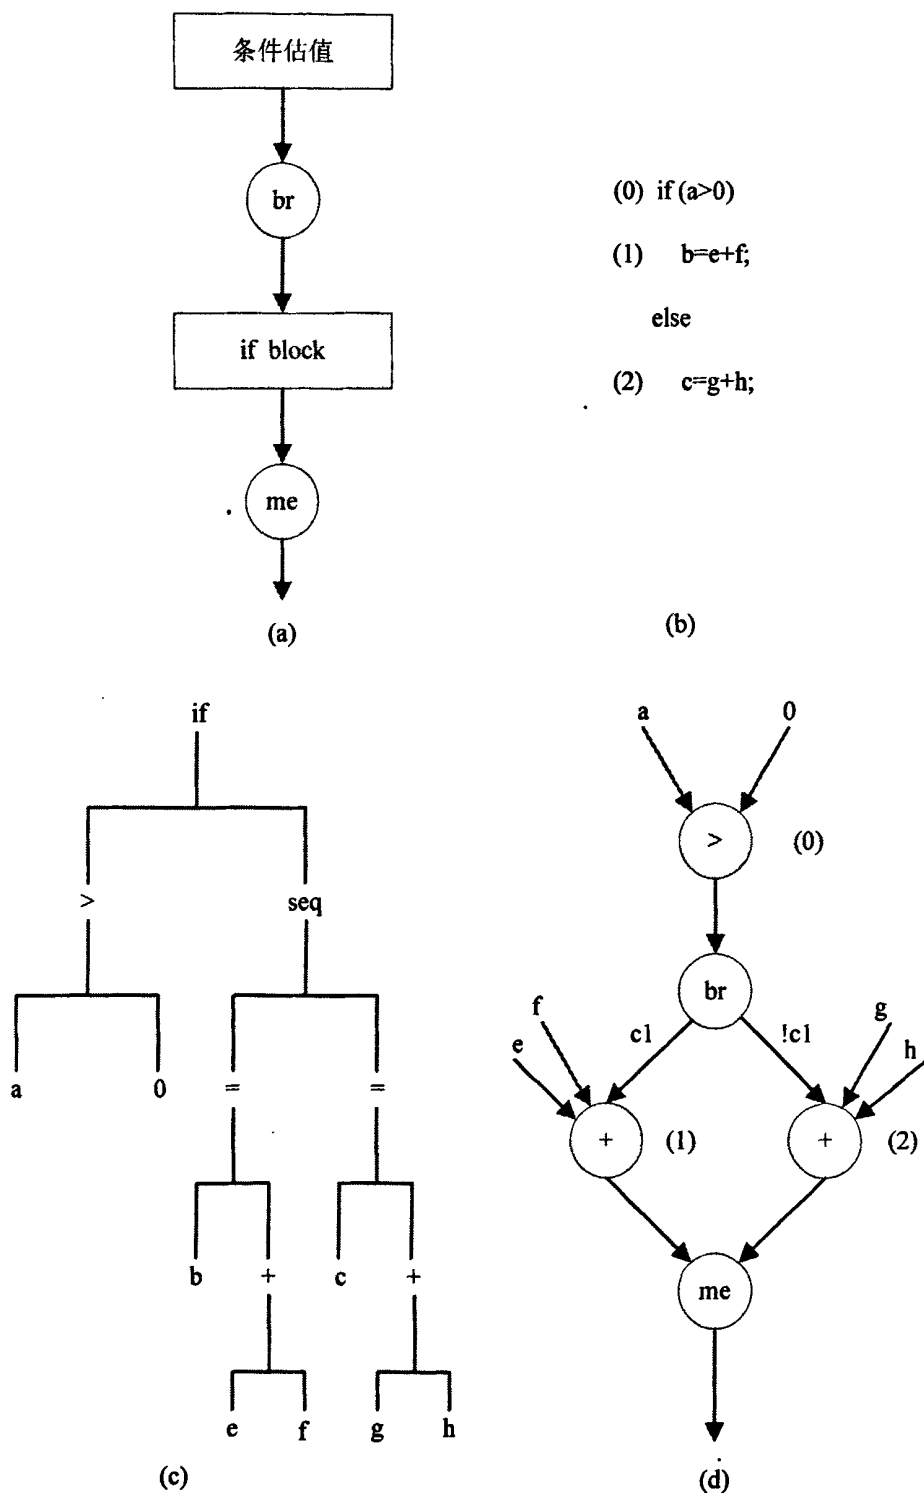 条件估值
br
if block
me
(a)
(0) if (a>0)
(1) b=e+f;
else
(2) c=g+h;
(b)
if
> seq
a 0 = =
b + c +
e f g h
(c)
a 0
> (0)
br
f c1 !c1 g
e h
+ (1) + (2)
me
(d)